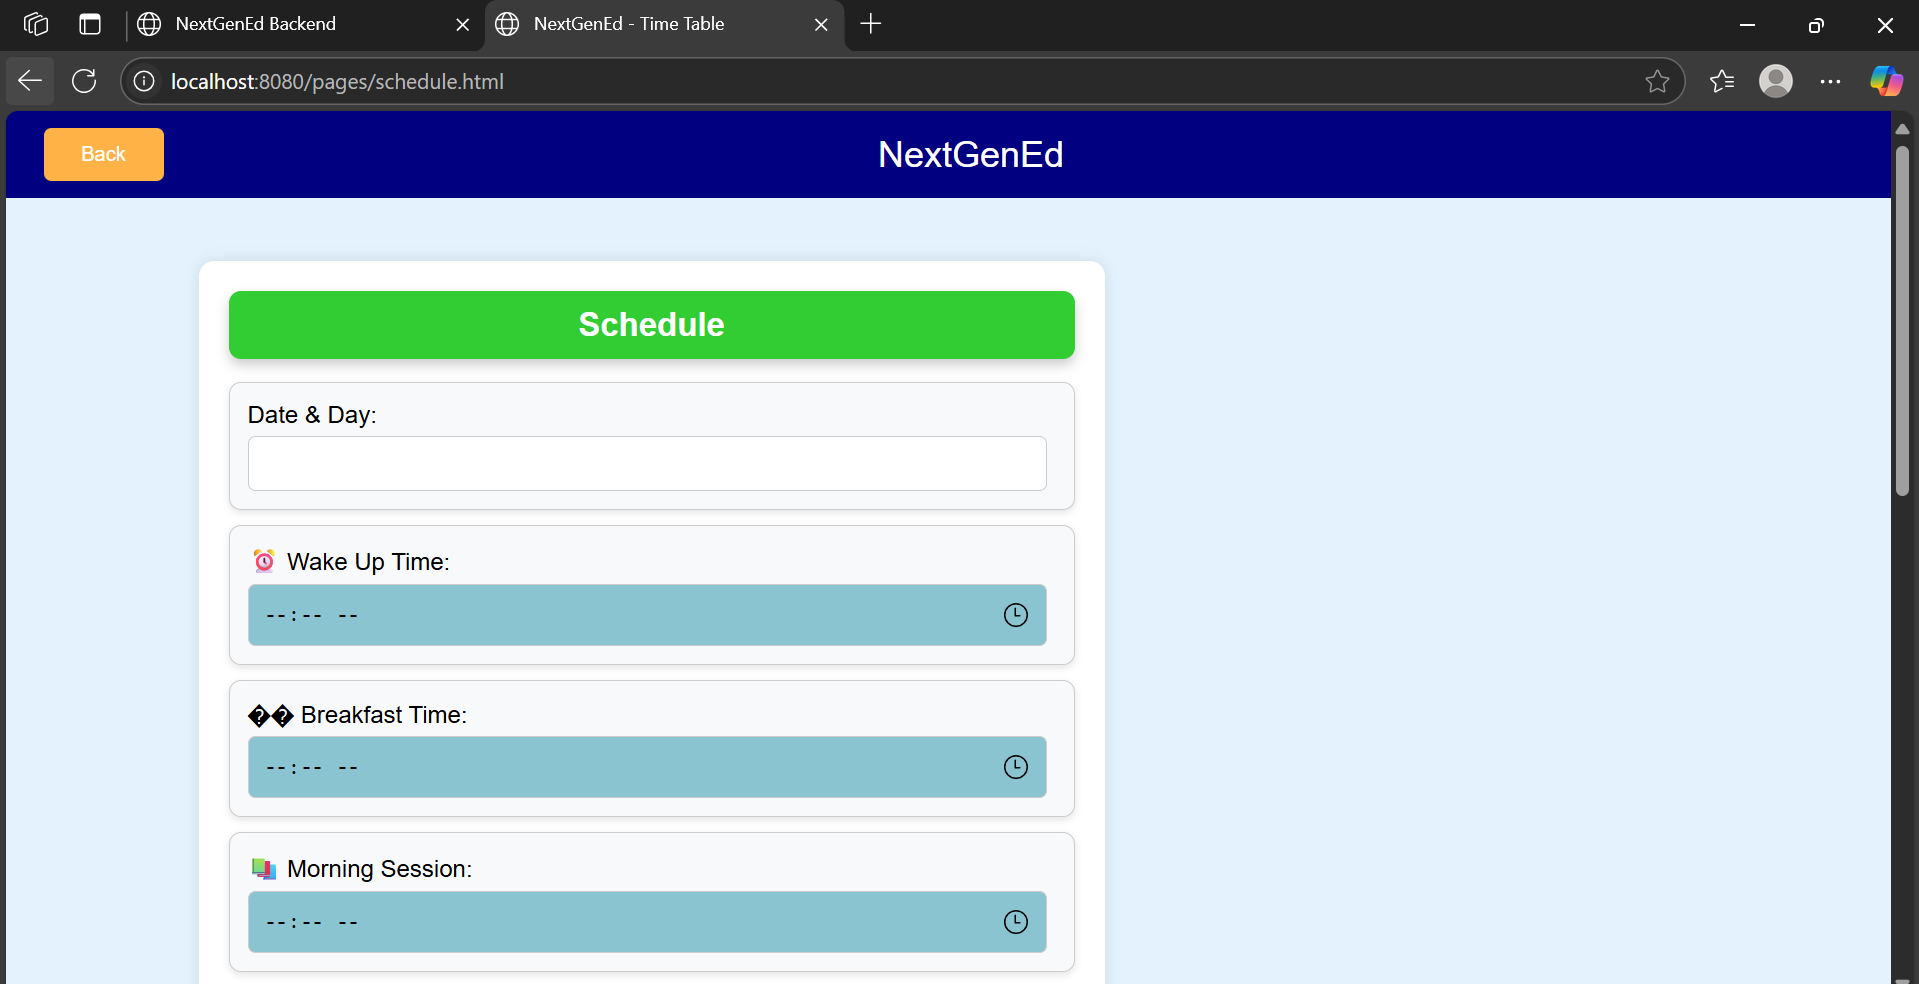 NextGenEd Backend
NextGenEd - Time Table
localhost:8080/pages/schedule.html
Back
NextGenEd
Schedule
Date & Day:
⏰ Wake Up Time:
--:-- --
�� Breakfast Time:
--:-- --
📚 Morning Session:
--:-- --